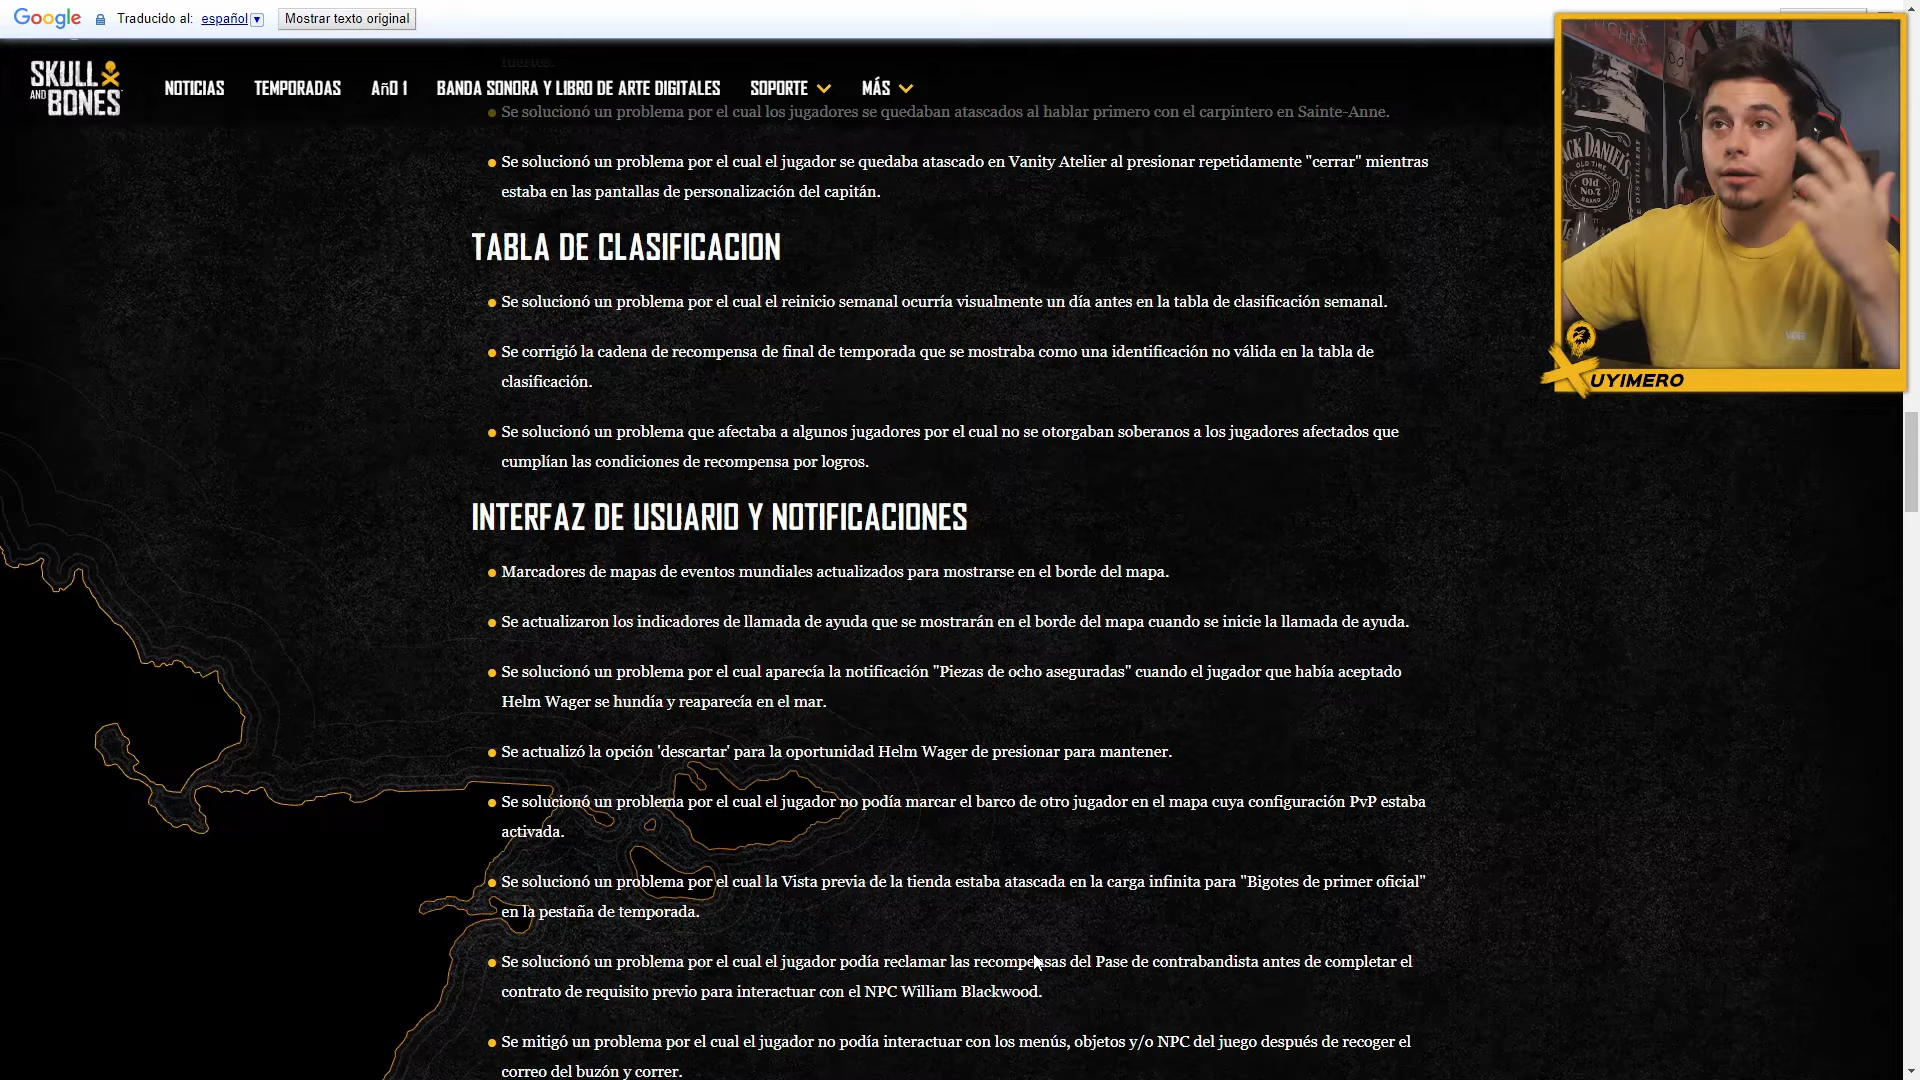 Google Traducido al: español Mostrar texto original
SKULL AND BONES
NOTICIAS TEMPORADAS AñO 1 BANDA SONORA Y LIBRO DE ARTE DIGITALES SOPORTE MÁS
fuertes.
Se solucionó un problema por el cual los jugadores se quedaban atascados al hablar primero con el carpintero en Sainte-Anne.
Se solucionó un problema por el cual el jugador se quedaba atascado en Vanity Atelier al presionar repetidamente "cerrar" mientras
estaba en las pantallas de personalización del capitán.
TABLA DE CLASIFICACION
Se solucionó un problema por el cual el reinicio semanal ocurría visualmente un día antes en la tabla de clasificación semanal.
Se corrigió la cadena de recompensa de final de temporada que se mostraba como una identificación no válida en la tabla de
clasificación.
Se solucionó un problema que afectaba a algunos jugadores por el cual no se otorgaban soberanos a los jugadores afectados que
cumplían las condiciones de recompensa por logros.
INTERFAZ DE USUARIO Y NOTIFICACIONES
Marcadores de mapas de eventos mundiales actualizados para mostrarse en el borde del mapa.
Se actualizaron los indicadores de llamada de ayuda que se mostrarán en el borde del mapa cuando se inicie la llamada de ayuda.
Se solucionó un problema por el cual aparecía la notificación "Piezas de ocho aseguradas" cuando el jugador que había aceptado
Helm Wager se hundía y reaparecía en el mar.
Se actualizó la opción 'descartar' para la oportunidad Helm Wager de presionar para mantener.
Se solucionó un problema por el cual el jugador no podía marcar el barco de otro jugador en el mapa cuya configuración PvP estaba
activada.
Se solucionó un problema por el cual la Vista previa de la tienda estaba atascada en la carga infinita para "Bigotes de primer oficial"
en la pestaña de temporada.
Se solucionó un problema por el cual el jugador podía reclamar las recompensas del Pase de contrabandista antes de completar el
contrato de requisito previo para interactuar con el NPC William Blackwood.
Se mitigó un problema por el cual el jugador no podía interactuar con los menús, objetos y/o NPC del juego después de recoger el
correo del buzón y correr.
JACK DANIEL'S
OLD TIME
Old
No.7
BRAND
UYIMERO